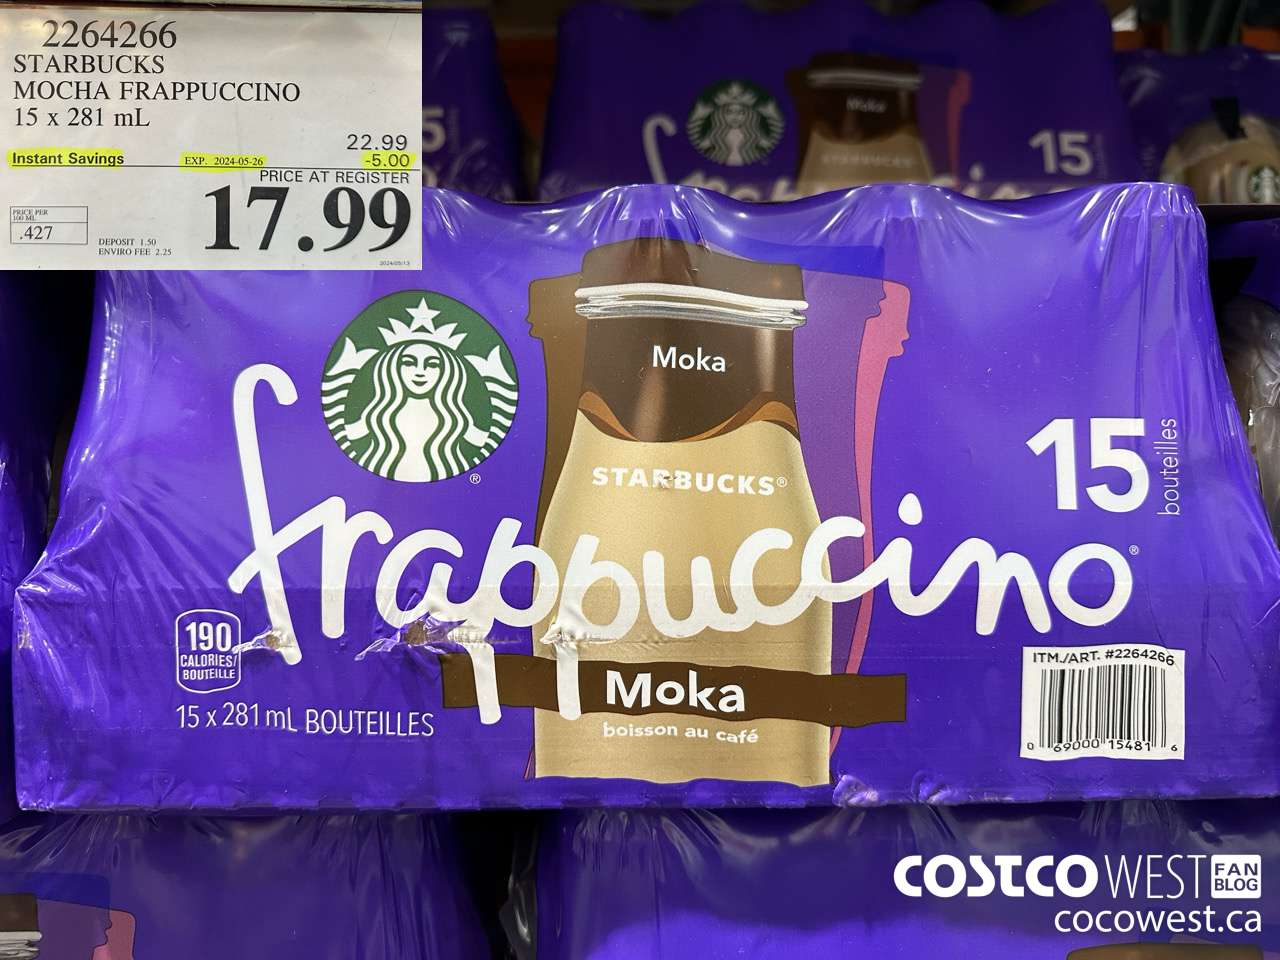 2264266
STARBUCKS
MOCHA FRAPPUCCINO
15 x 281 mL
22.99
Instant Savings EXP. 2024-05-26 -5.00
PRICE AT REGISTER
17.99
PRICE PER
100 ML
.427
DEPOSIT 1.50
ENVIRO FEE 2.25
2024/05/13
Moka
STARBUCKS
15
Moka
STARBUCKS®
frappuccino®
15 bouteilles
190
CALORIES/
BOUTEILLE
15 x 281 mL BOUTEILLES
Moka
boisson au café
ITM./ART. #2264266
0 69000 15481 6
COSTCO WEST FAN BLOG
cocowest.ca